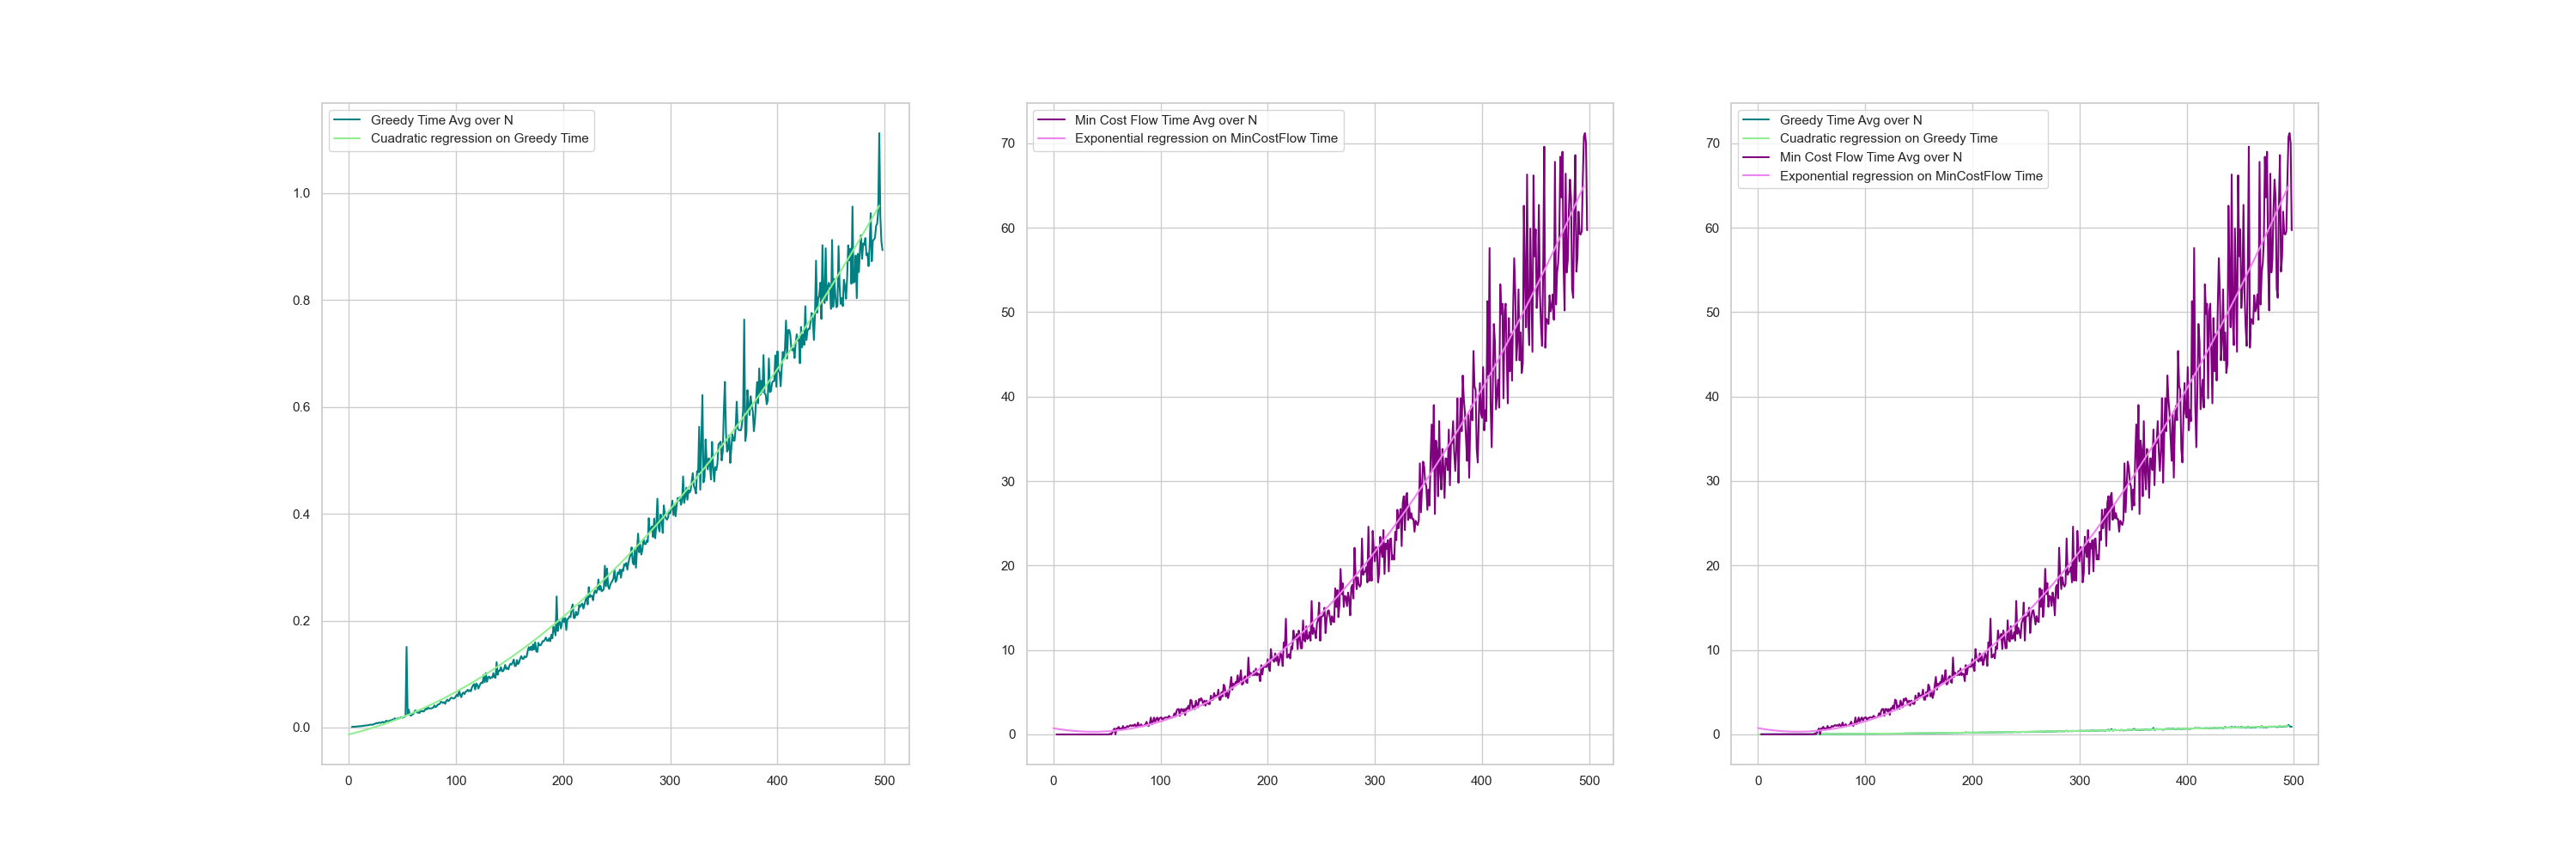 Greedy Time Avg over N
Cuadratic regression on Greedy Time
1.0
0.8
0.6
0.4
0.2
0.0
0 100 200 300 400 500
Min Cost Flow Time Avg over N
Exponential regression on MinCostFlow Time
70
60
50
40
30
20
10
0
0 100 200 300 400 500
Greedy Time Avg over N
Cuadratic regression on Greedy Time
Min Cost Flow Time Avg over N
Exponential regression on MinCostFlow Time
70
60
50
40
30
20
10
0
0 100 200 300 400 500